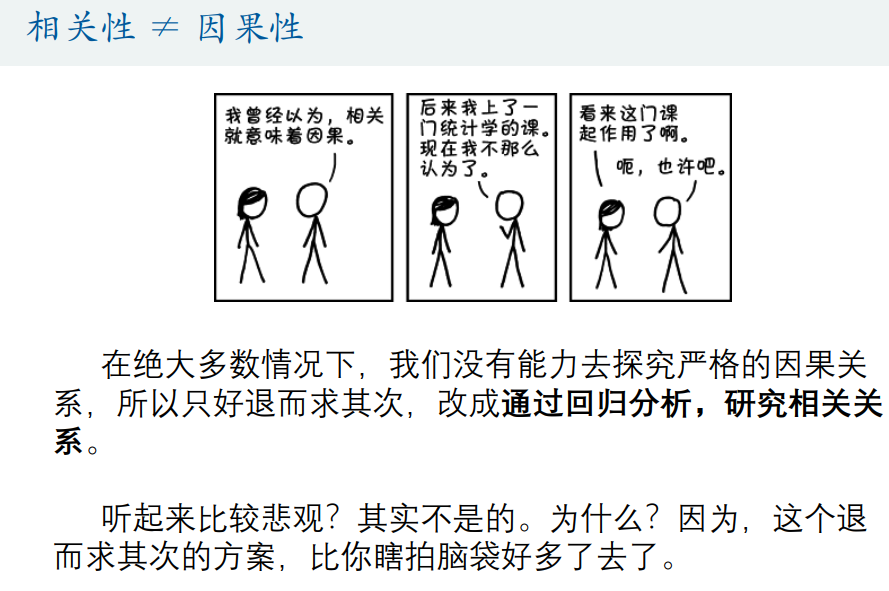 相关性 ≠ 因果性
我曾经以为，相关
就意味着因果。
后来我上了一
门统计学的课。
现在我不那么
认为了。
看来这门课
起作用了啊。
呃，也许吧。
在绝大多数情况下，我们没有能力去探究严格的因果关
系，所以只好退而求其次，改成通过回归分析，研究相关关
系。
听起来比较悲观？其实不是的。为什么？因为，这个退
而求其次的方案，比你瞎拍脑袋好多了去了。